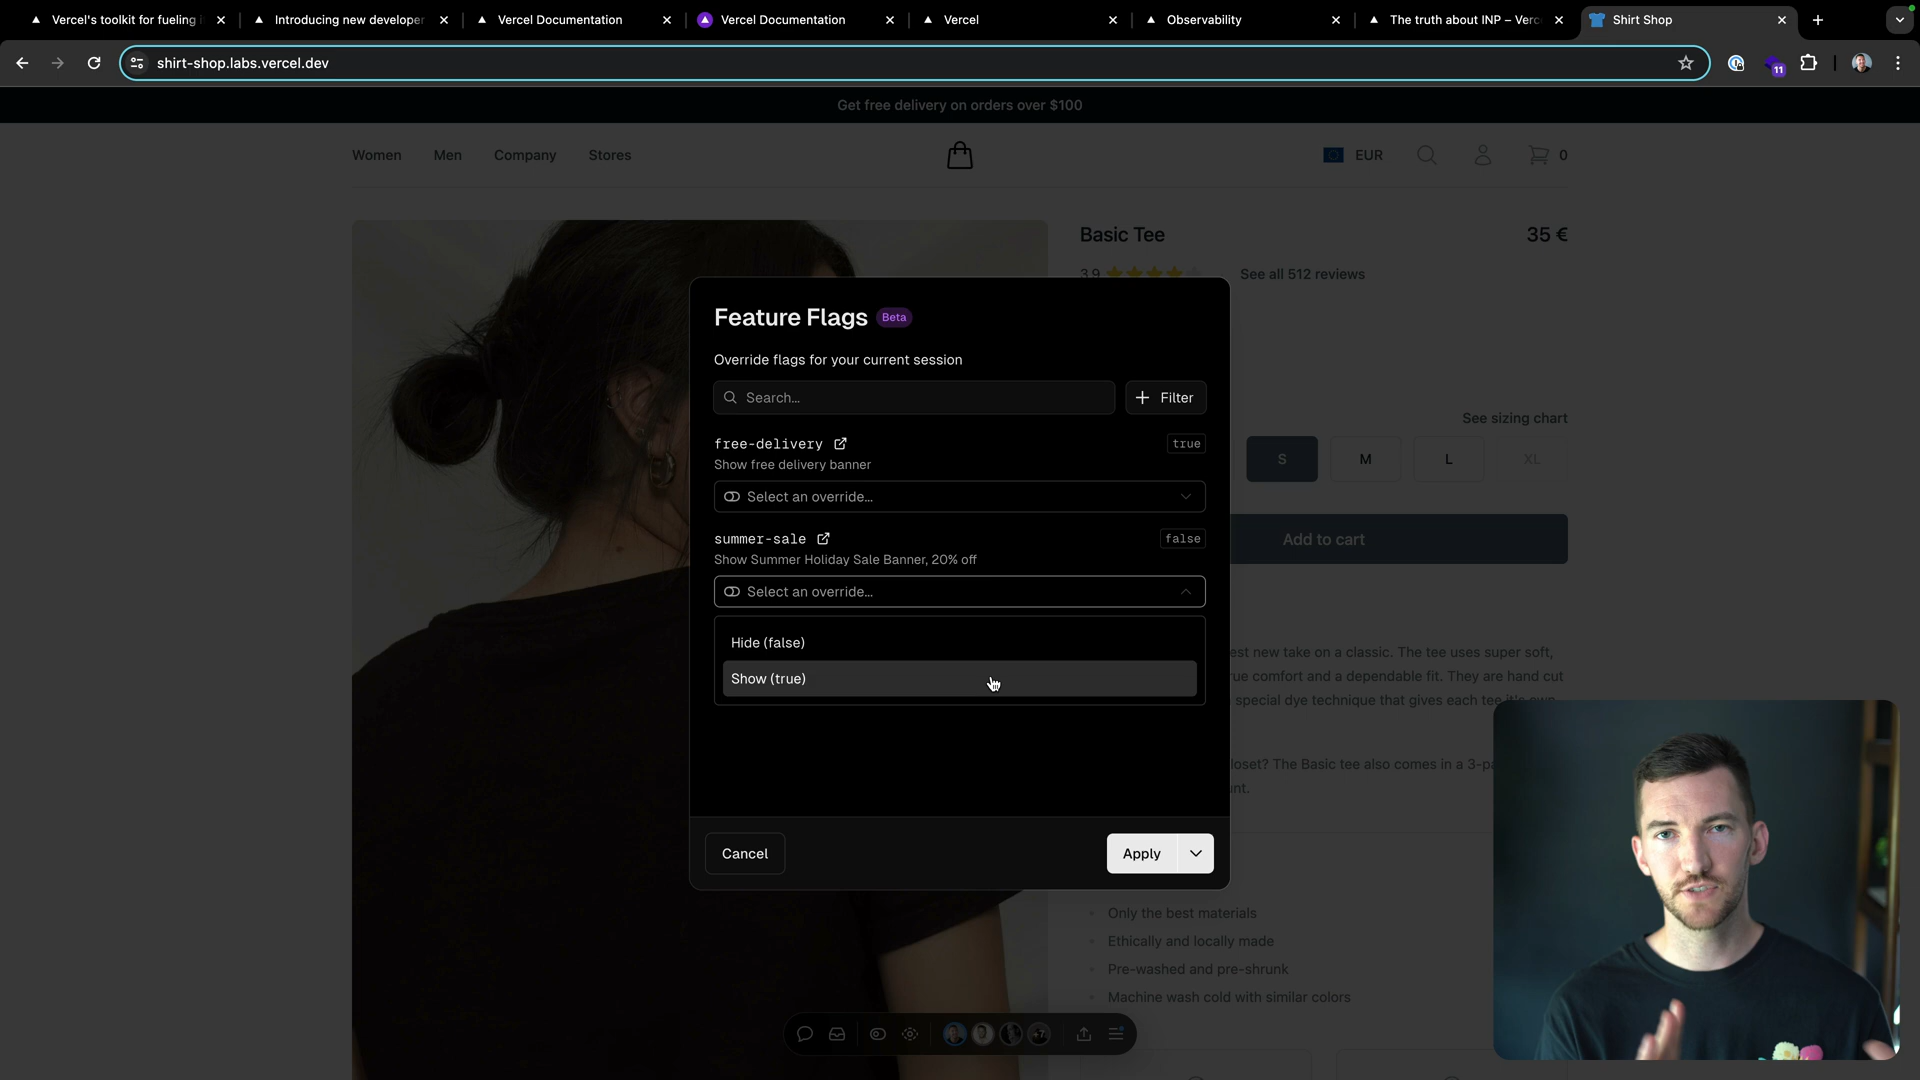 Vercel's toolkit for fueling i
Introducing new developer
Vercel Documentation
Vercel Documentation
Vercel
Observability
The truth about INP – Verc
Shirt Shop
shirt-shop.labs.vercel.dev
11
Get free delivery on orders over $100
Women
Men
Company
Stores
EUR
0
Basic Tee
35 €
3.9
See all 512 reviews
Feature Flags
Beta
Override flags for your current session
Search...
Filter
free-delivery
true
Show free delivery banner
Select an override...
summer-sale
false
Show Summer Holiday Sale Banner, 20% off
Select an override...
Hide (false)
Show (true)
Cancel
Apply
See sizing chart
S
M
L
XL
Add to cart
est new take on a classic. The tee uses super soft,
ue comfort and a dependable fit. They are hand cut
special dye technique that gives each tee it's own
loset? The Basic tee also comes in a 3-pa
unt.
Only the best materials
Ethically and locally made
Pre-washed and pre-shrunk
Machine wash cold with similar colors
+7